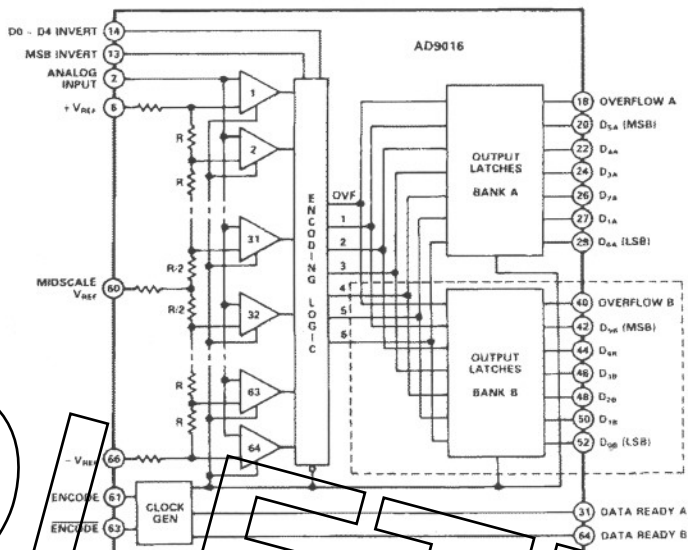 AD9016
D0 - D4 INVERT 14
MSB INVERT 13
ANALOG INPUT 2
+ VREF 6
R
R
R/2
MIDSCALE VREF 60
R/2
R
R
- VREF 66
ENCODE 61
ENCODE 63
CLOCK GEN
1
2
31
32
63
64
ENCODING LOGIC
OVF
1
2
3
4
5
6
OUTPUT LATCHES
BANK A
18 OVERFLOW A
20 D5A (MSB)
22 D4A
24 D3A
26 D2A
27 D1A
28 D0A (LSB)
OUTPUT LATCHES
BANK B
40 OVERFLOW B
42 D5B (MSB)
44 D4B
46 D3B
48 D2B
50 D1B
52 D0B (LSB)
31 DATA READY A
64 DATA READY B